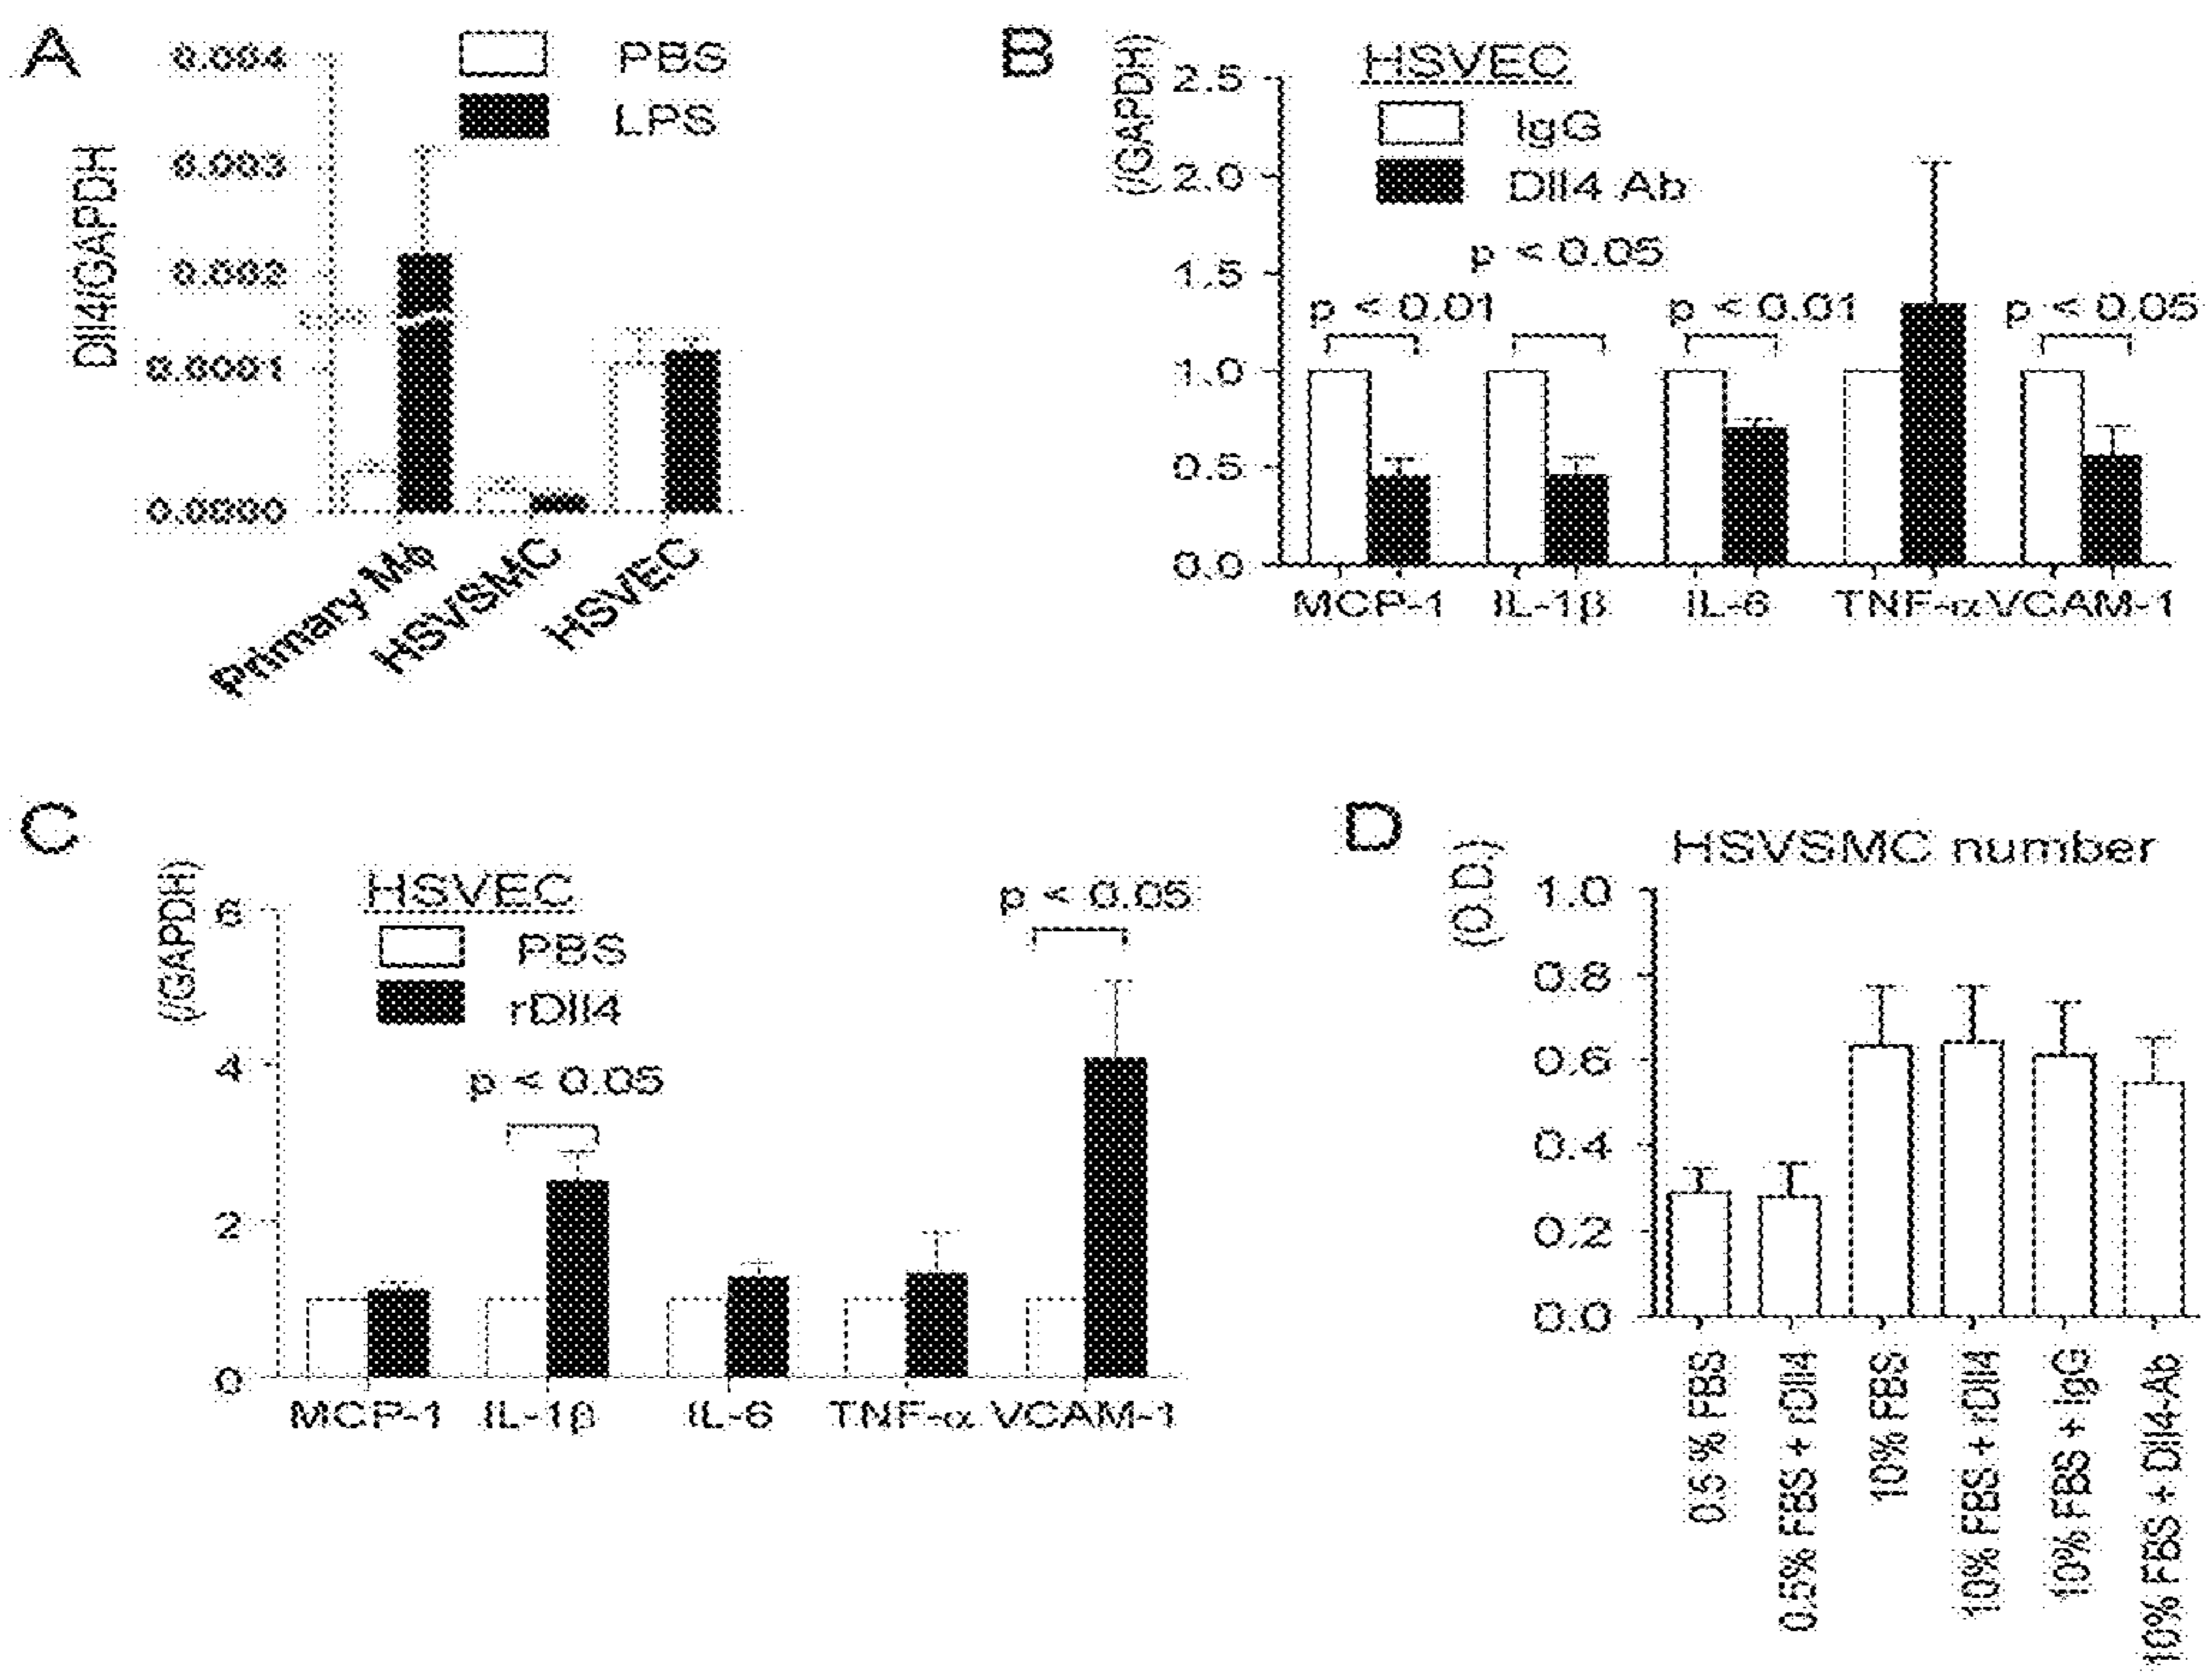 A
Dll4/GAPDH
0.004
0.003
0.002
0.0001
0.0000
PBS
LPS
Primary Mφ
HSVSMC
HSVEC
B
(/GAPDH)
2.5
2.0
1.5
1.0
0.5
0.0
HSVEC
IgG
Dll4 Ab
p < 0.05
p < 0.01
p < 0.01
p < 0.05
MCP-1 IL-1β IL-6 TNF-α VCAM-1
C
(/GAPDH)
6
4
2
0
HSVEC
PBS
rDll4
p < 0.05
p < 0.05
MCP-1 IL-1β IL-6 TNF-α VCAM-1
D
HSVSMC number
(O.D.)
1.0
0.8
0.6
0.4
0.2
0.0
0.5 % FBS
0.5% FBS + rDll4
10% FBS
10% FBS + rDll4
10% FBS + IgG
10% FBS + Dll4-Ab